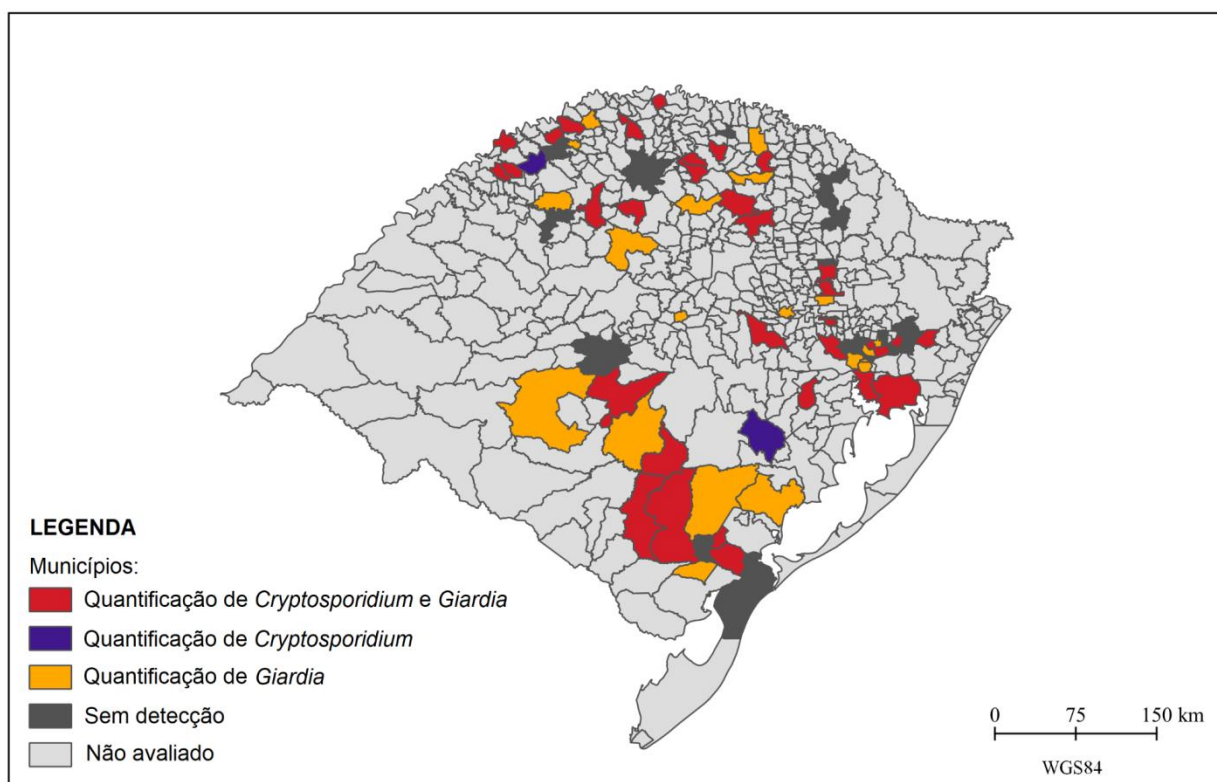 LEGENDA
Municípios:
Quantificação de Cryptosporidium e Giardia
Quantificação de Cryptosporidium
Quantificação de Giardia
Sem detecção
Não avaliado
0 75 150 km
WGS84